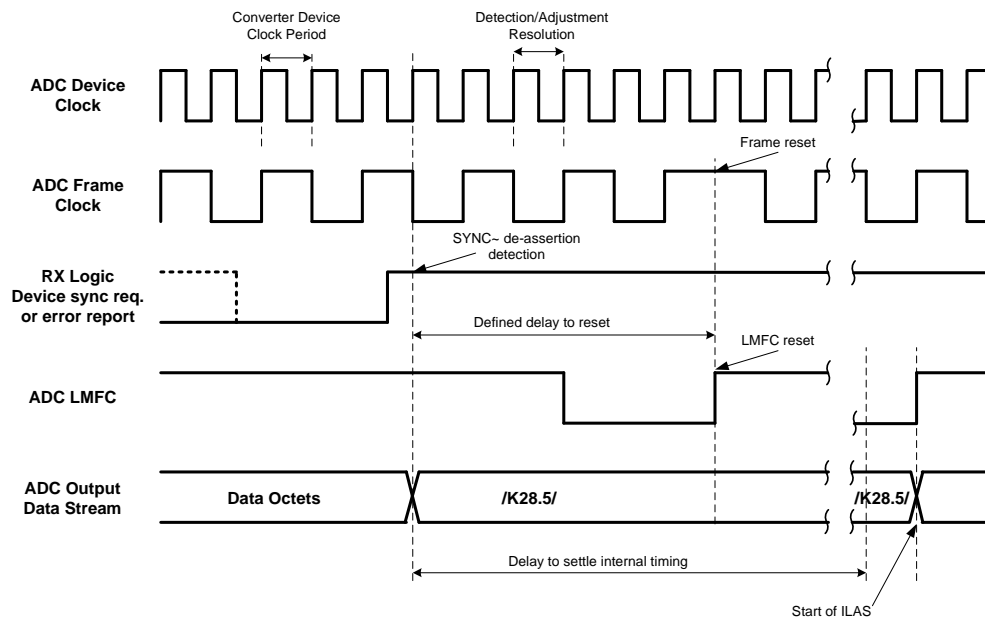 Converter Device
Clock Period
Detection/Adjustment
Resolution
ADC Device
Clock
Frame reset
ADC Frame
Clock
SYNC~ de-assertion
detection
RX Logic
Device sync req.
or error report
Defined delay to reset
LMFC reset
ADC LMFC
ADC Output
Data Stream
Data Octets
/K28.5/
/K28.5/
Delay to settle internal timing
Start of ILAS